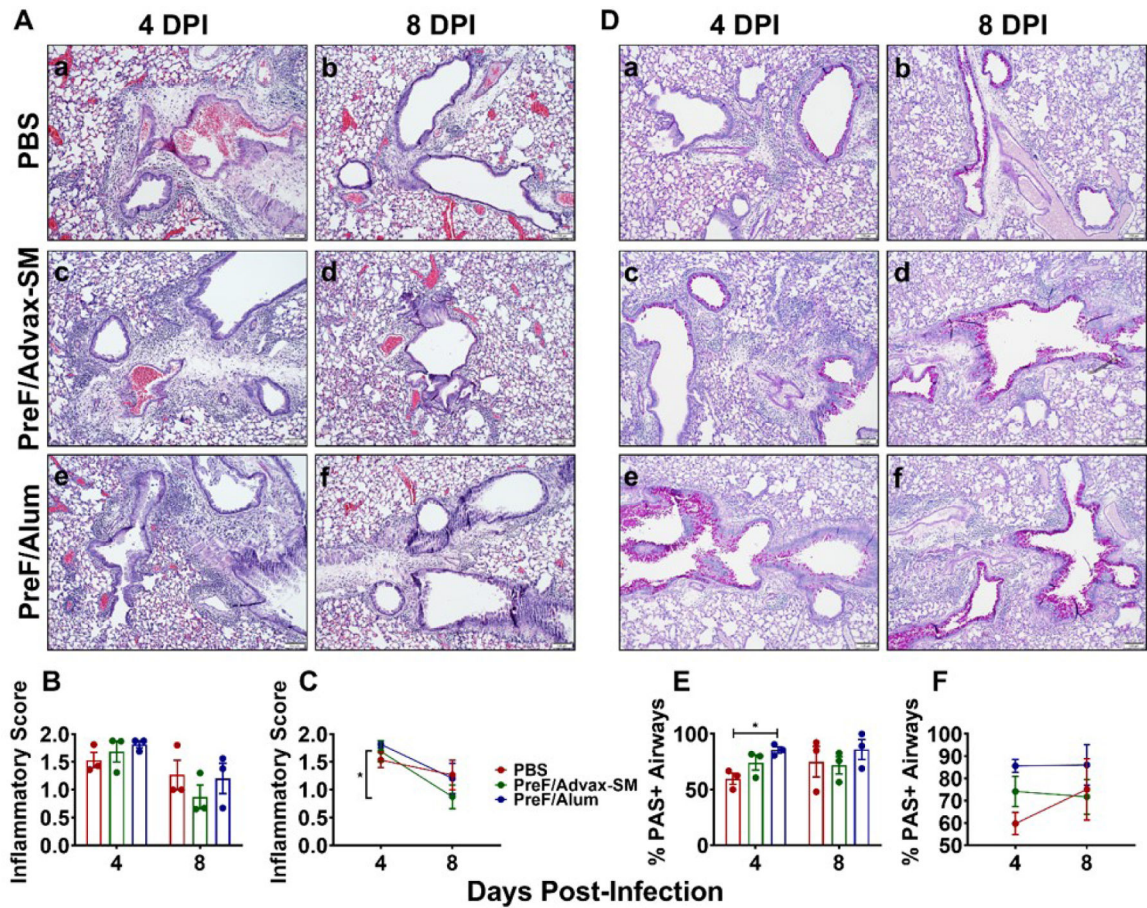 A 4 DPI 8 DPI D 4 DPI 8 DPI
PBS
a b a b
PreF/Advax-SM
c d c d
PreF/Alum
e f e f
B C E F
Inflammatory Score
2.0
1.5
1.0
0.5
0.0
4 8
Inflammatory Score
2.0
1.5
1.0
0.5
0.0
*
4 8
PBS
PreF/Advax-SM
PreF/Alum
% PAS+ Airways
100
50
0
*
4 8
% PAS+ Airways
100
90
80
70
60
50
4 8
Days Post-Infection